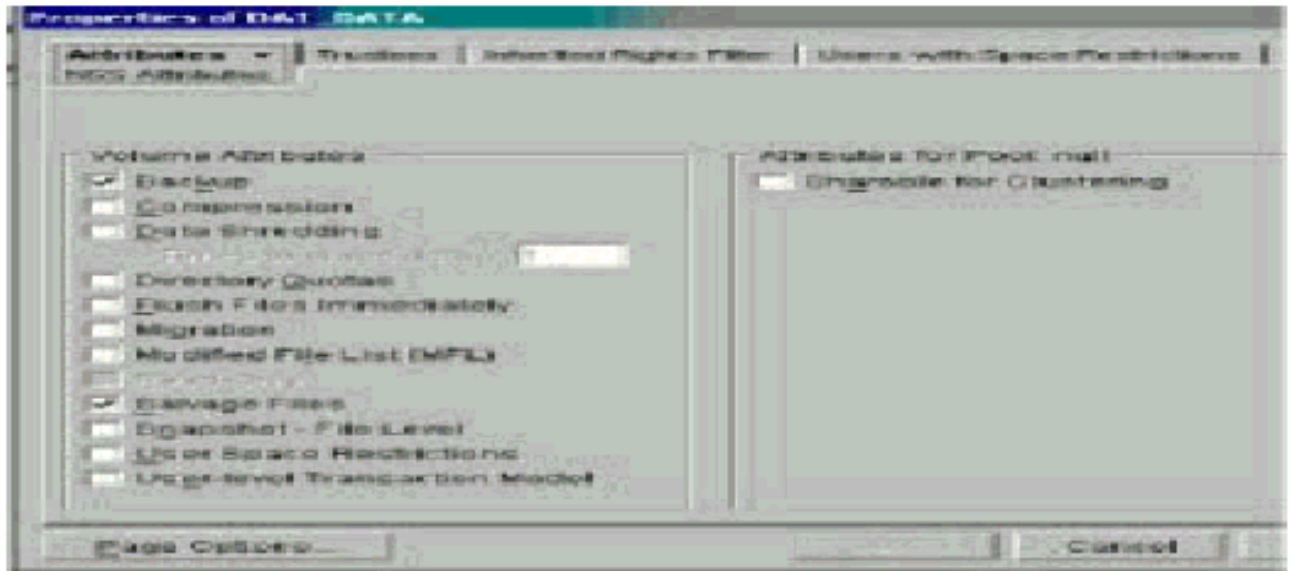 Properties of DA1_DATA
Attributes
Trustees
Inherited Rights Filter
Users with Space Restrictions
NSS Attributes
Volume Attributes
Backup
Compression
Data Shredding
Directory Quotas
Flush Files Immediately
Migration
Modified File List (MFL)
Salvage Files
Snapshot - File Level
User Space Restrictions
User-level Transaction Model
Attributes for Pool: null
Shareable for Clustering
Page Options...
Cancel